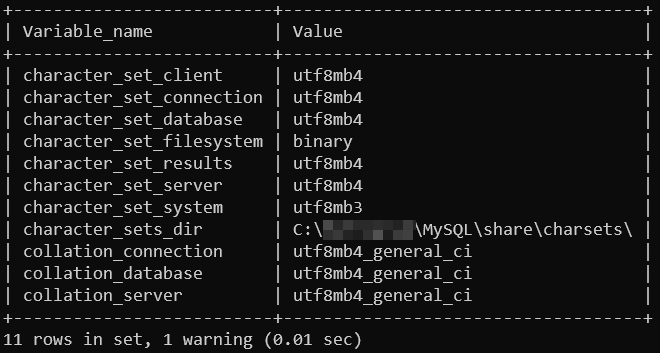 +--------------------------+----------------------------------+
| Variable_name            | Value                            |
+--------------------------+----------------------------------+
| character_set_client     | utf8mb4                          |
| character_set_connection | utf8mb4                          |
| character_set_database   | utf8mb4                          |
| character_set_filesystem | binary                           |
| character_set_results    | utf8mb4                          |
| character_set_server     | utf8mb4                          |
| character_set_system     | utf8mb3                          |
| character_sets_dir       | C:\ \MySQL\share\charsets\ |
| collation_connection     | utf8mb4_general_ci               |
| collation_database       | utf8mb4_general_ci               |
| collation_server         | utf8mb4_general_ci               |
+--------------------------+----------------------------------+
11 rows in set, 1 warning (0.01 sec)